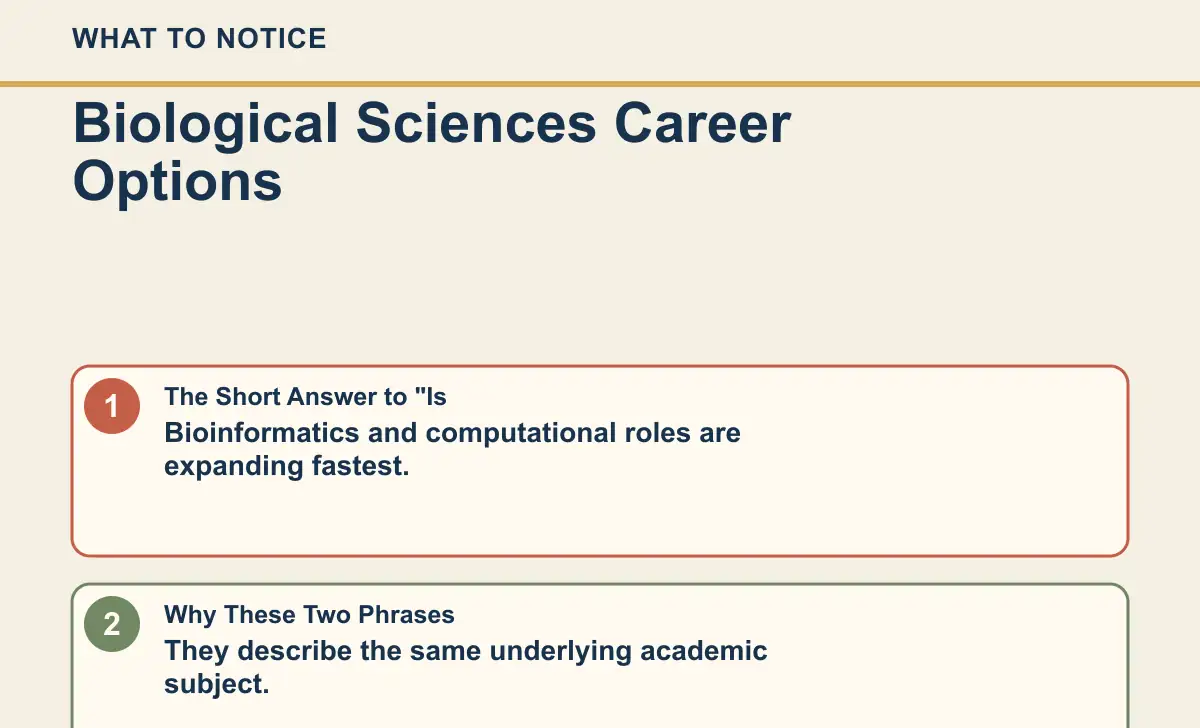 WHAT TO NOTICE
Biological Sciences Career
Options
1
The Short Answer to "Is
Bioinformatics and computational roles are
expanding fastest.
2
Why These Two Phrases
They describe the same underlying academic
subject.